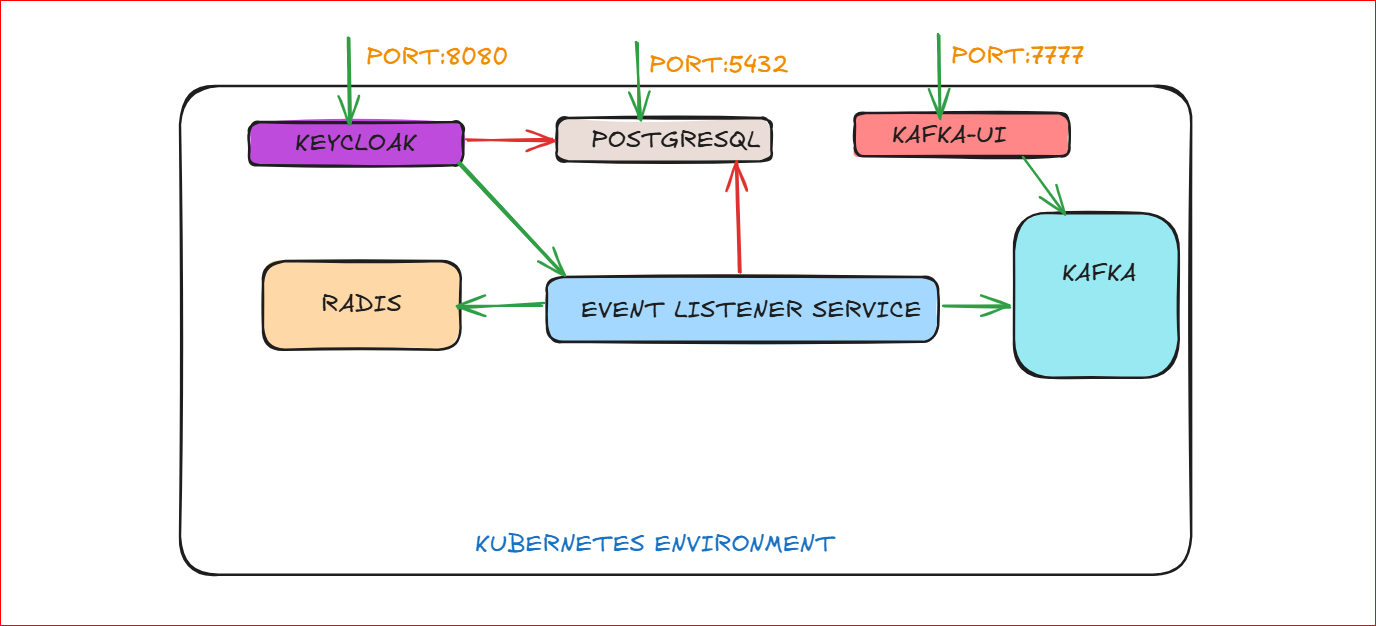 PORT:8080
PORT:5432
PORT:7777
KEYCLOAK
POSTGRESQL
KAFKA-UI
RADIS
EVENT LISTENER SERVICE
KAFKA
KUBERNETES ENVIRONMENT